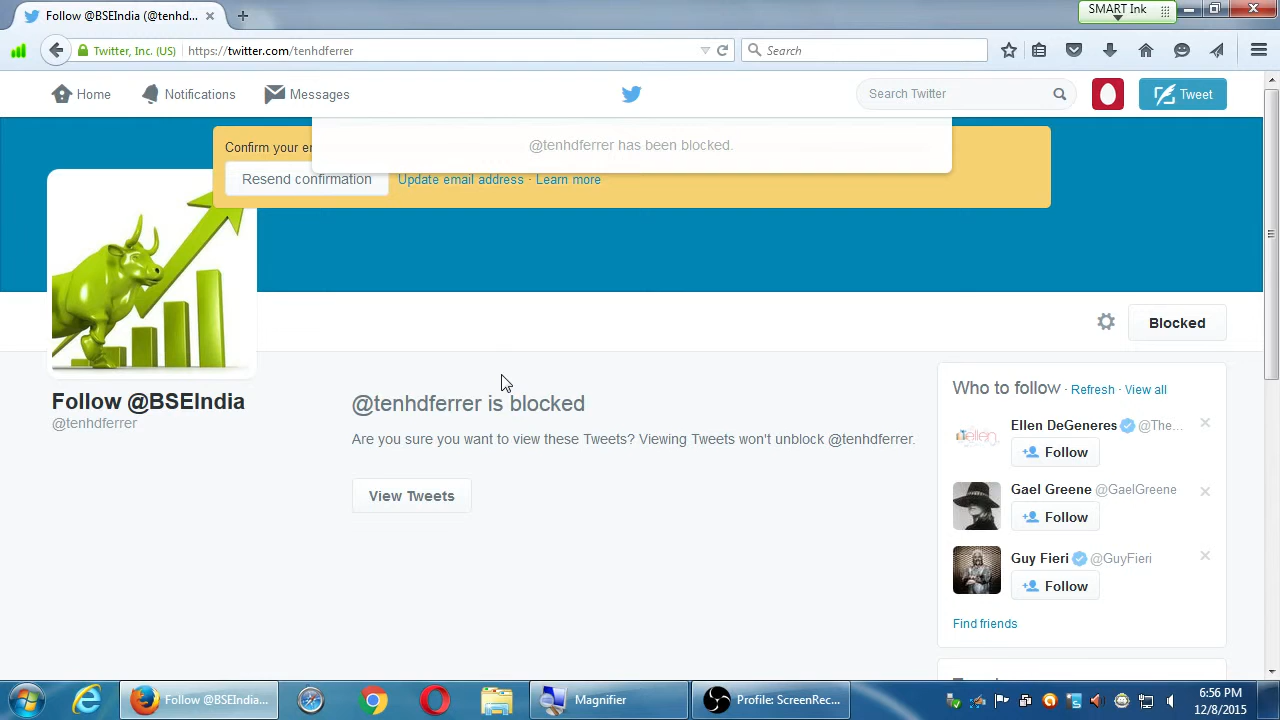 Follow @BSEIndia (@tenhd...
SMART Ink
Twitter, Inc. (US)
https://twitter.com/tenhdferrer
Search
Home
Notifications
Messages
Search Twitter
Tweet
@tenhdferrer has been blocked.
Confirm your
Resend confirmation
Update email address · Learn more
Blocked
Follow @BSEIndia
@tenhdferrer
@tenhdferrer is blocked
Are you sure you want to view these Tweets? Viewing Tweets won't unblock @tenhdferrer.
View Tweets
Who to follow · Refresh · View all
Ellen DeGeneres @The...
Follow
Gael Greene @GaelGreene
Follow
Guy Fieri @GuyFieri
Follow
Find friends
Follow @BSEIndia...
Magnifier
Profile: ScreenRec...
6:56 PM
12/8/2015